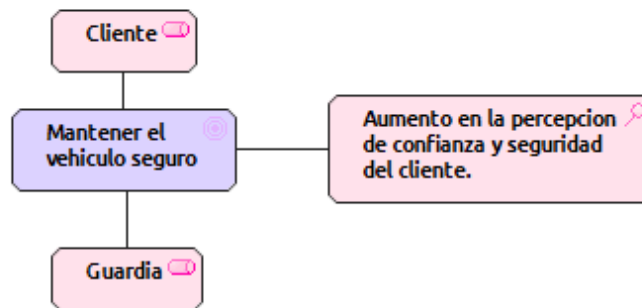 Cliente
Mantener el
vehiculo seguro
Aumento en la percepcion
de confianza y seguridad
del cliente.
Guardia